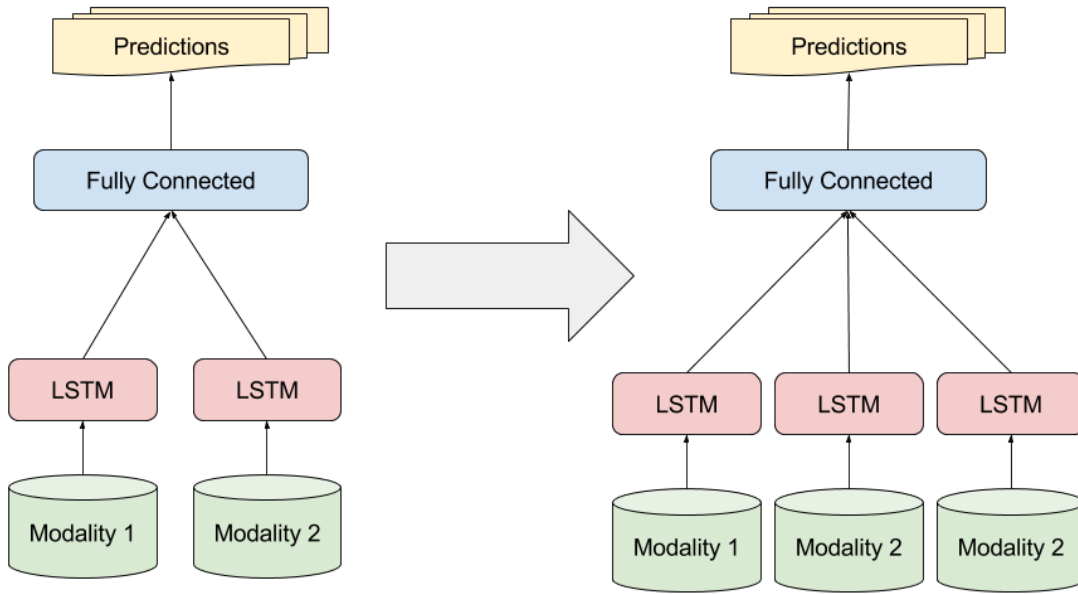 Predictions
Fully Connected
LSTM
LSTM
Modality 1
Modality 2
Predictions
Fully Connected
LSTM
LSTM
LSTM
Modality 1
Modality 2
Modality 2